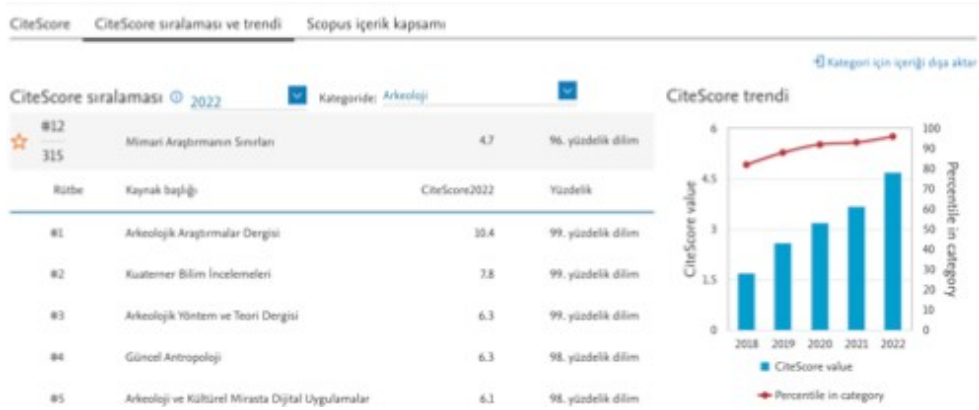 CiteScore CiteScore sıralaması ve trendi Scopus içerik kapsamı
Kategori için içeriği dışa aktar
CiteScore sıralaması 2022 Kategoride: Arkeoloji
#12
315
Mimari Araştırmanın Sınırları 4.7 96. yüzdelik dilim
Rütbe Kaynak başlığı CiteScore2022 Yüzdelik
#1 Arkeolojik Araştırmalar Dergisi 10.4 99. yüzdelik dilim
#2 Kuaterner Bilim İncelemeleri 7.8 99. yüzdelik dilim
#3 Arkeolojik Yöntem ve Teori Dergisi 6.3 99. yüzdelik dilim
#4 Güncel Antropoloji 6.3 98. yüzdelik dilim
#5 Arkeoloji ve Kültürel Mirasta Dijital Uygulamalar 6.1 98. yüzdelik dilim
CiteScore trendi
CiteScore value
6
4.5
3
1.5
0
100
90
80
70
60
50
40
30
20
10
0
Percentile in category
2018 2019 2020 2021 2022
CiteScore value
Percentile in category